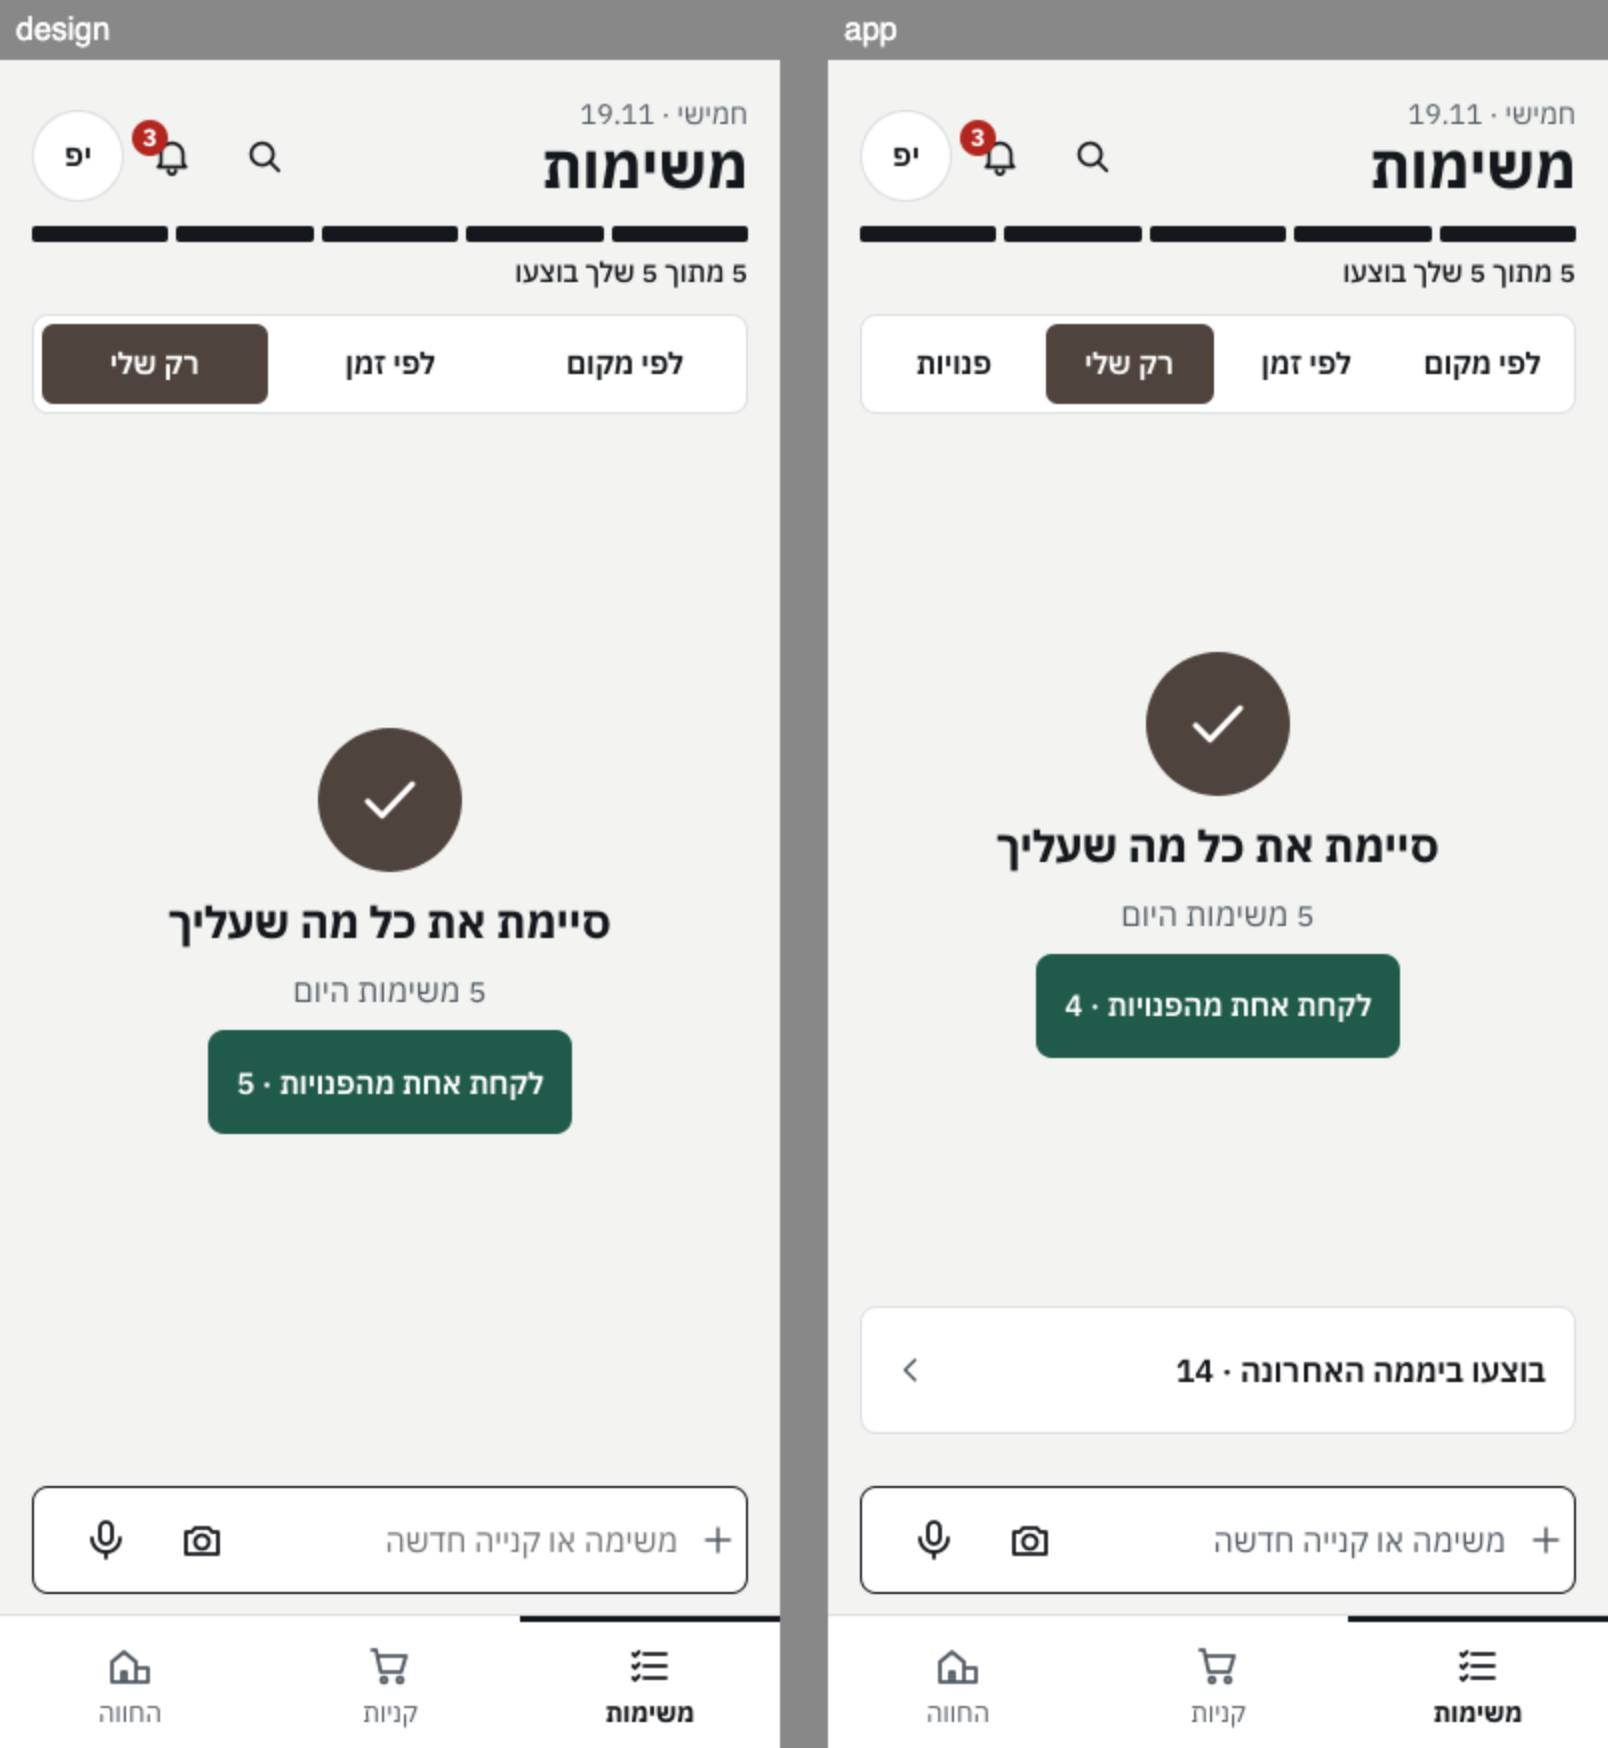 design
חמישי · 19.11
משימות
3
יפ
5 מתוך 5 שלך בוצעו
לפי מקום
לפי זמן
רק שלי
סיימת את כל מה שעליך
5 משימות היום
לקחת אחת מהפנויות · 5
משימה או קנייה חדשה
משימות
קניות
החווה
app
חמישי · 19.11
משימות
3
יפ
5 מתוך 5 שלך בוצעו
לפי מקום
לפי זמן
רק שלי
פנויות
סיימת את כל מה שעליך
5 משימות היום
לקחת אחת מהפנויות · 4
בוצעו ביממה האחרונה · 14
משימה או קנייה חדשה
משימות
קניות
החווה